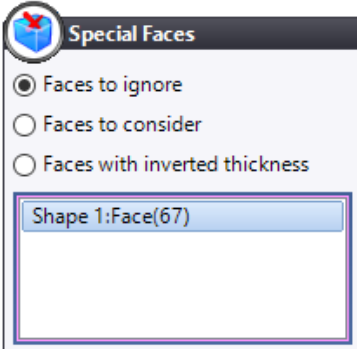 Special Faces
Faces to ignore
Faces to consider
Faces with inverted thickness
Shape 1:Face(67)